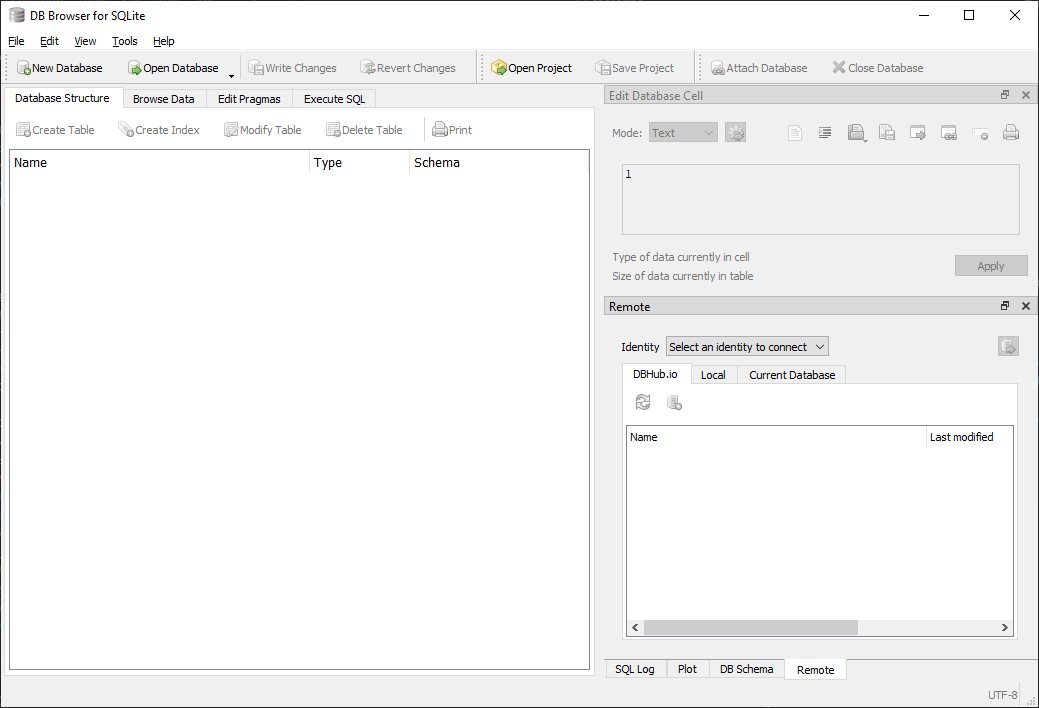 DB Browser for SQLite
File Edit View Tools Help
New Database Open Database Write Changes Revert Changes Open Project Save Project Attach Database Close Database
Database Structure Browse Data Edit Pragmas Execute SQL
Create Table Create Index Modify Table Delete Table Print
Name Type Schema
Edit Database Cell
Mode: Text
1
Type of data currently in cell
Size of data currently in table
Apply
Remote
Identity Select an identity to connect
DBHub.io Local Current Database
Name Last modified
SQL Log Plot DB Schema Remote
UTF-8